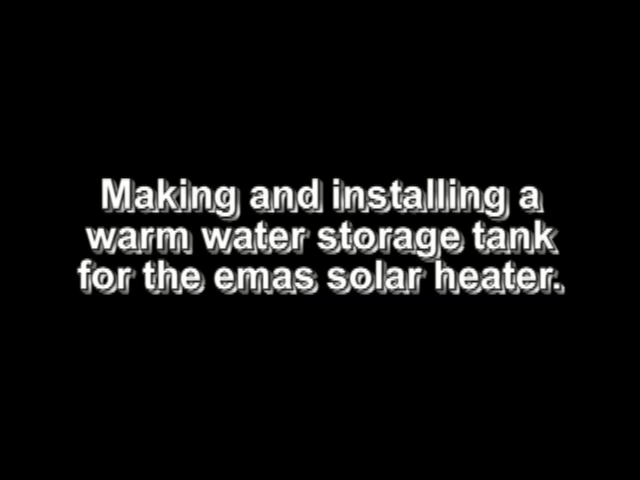 Making and installing a
warm water storage tank
for the emas solar heater.